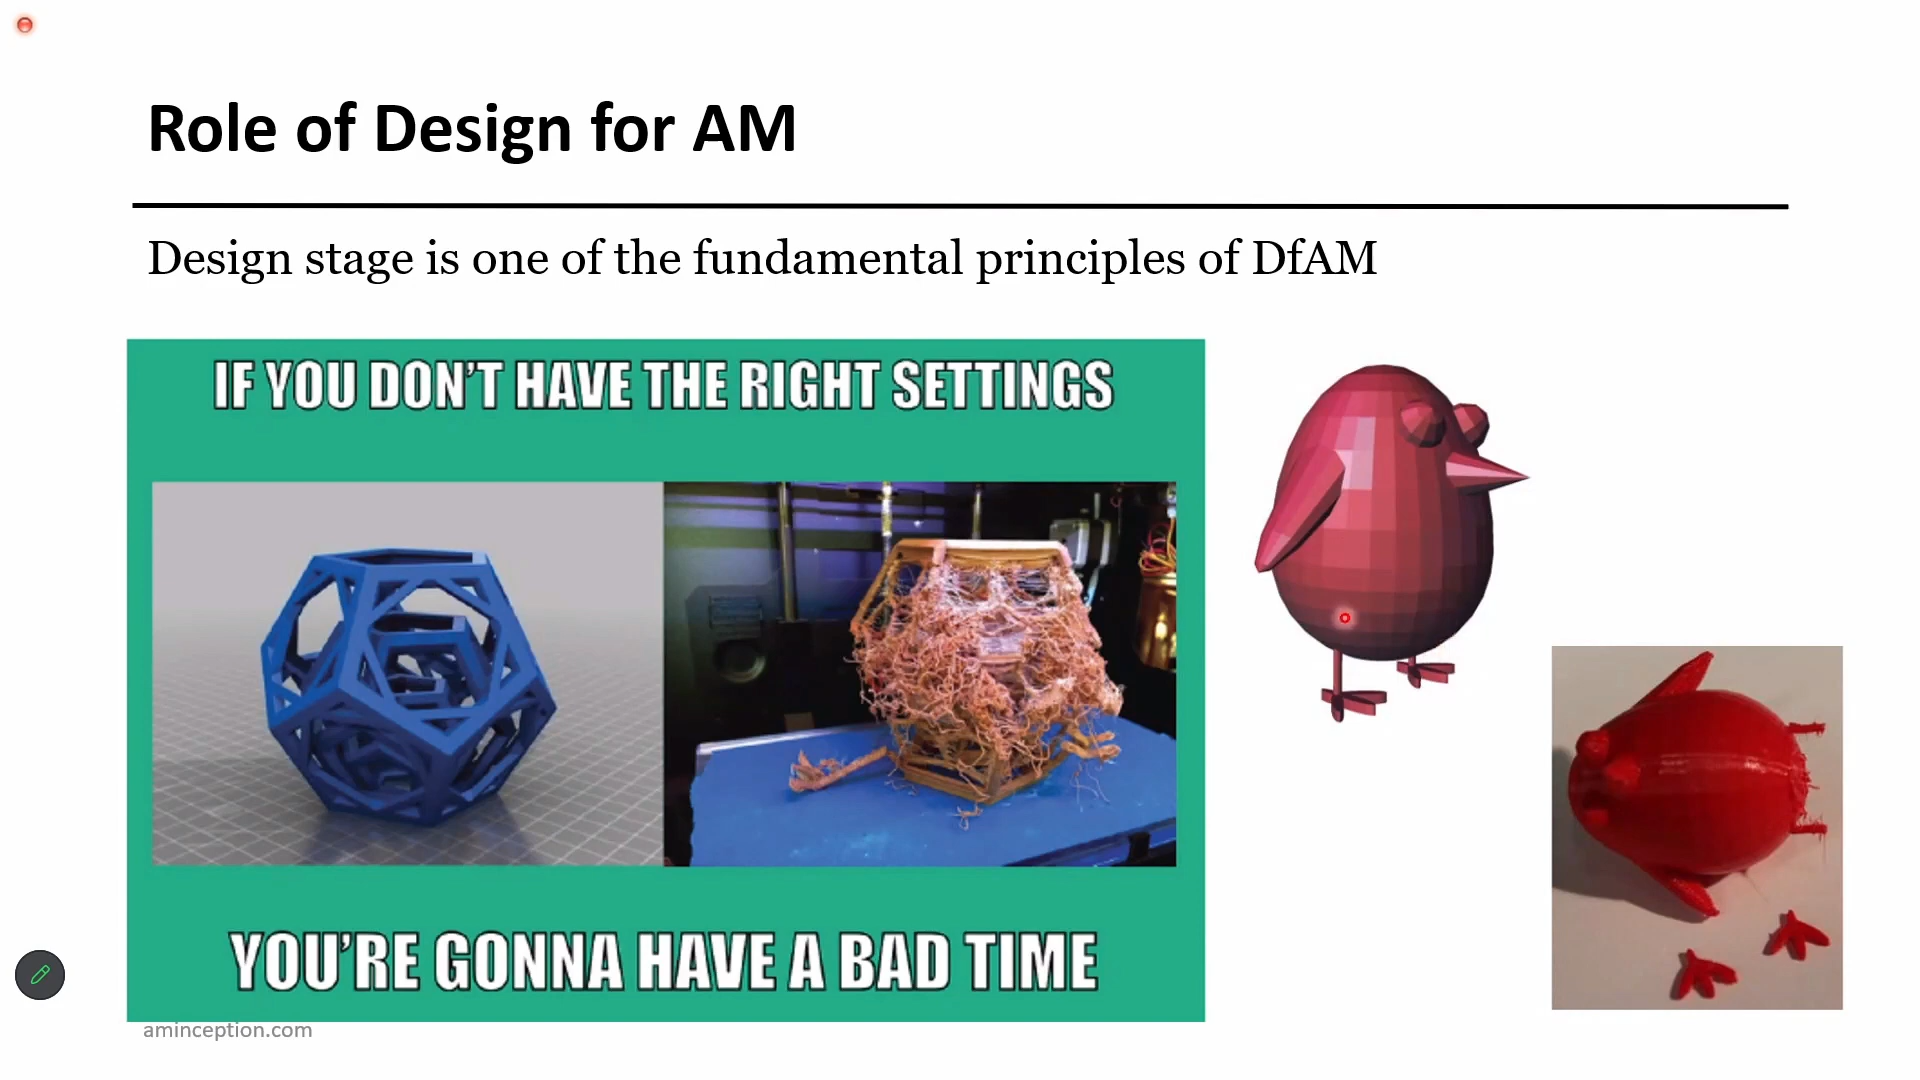 Role of Design for AM
Design stage is one of the fundamental principles of DfAM
IF YOU DON'T HAVE THE RIGHT SETTINGS
YOU'RE GONNA HAVE A BAD TIME
aminception.com